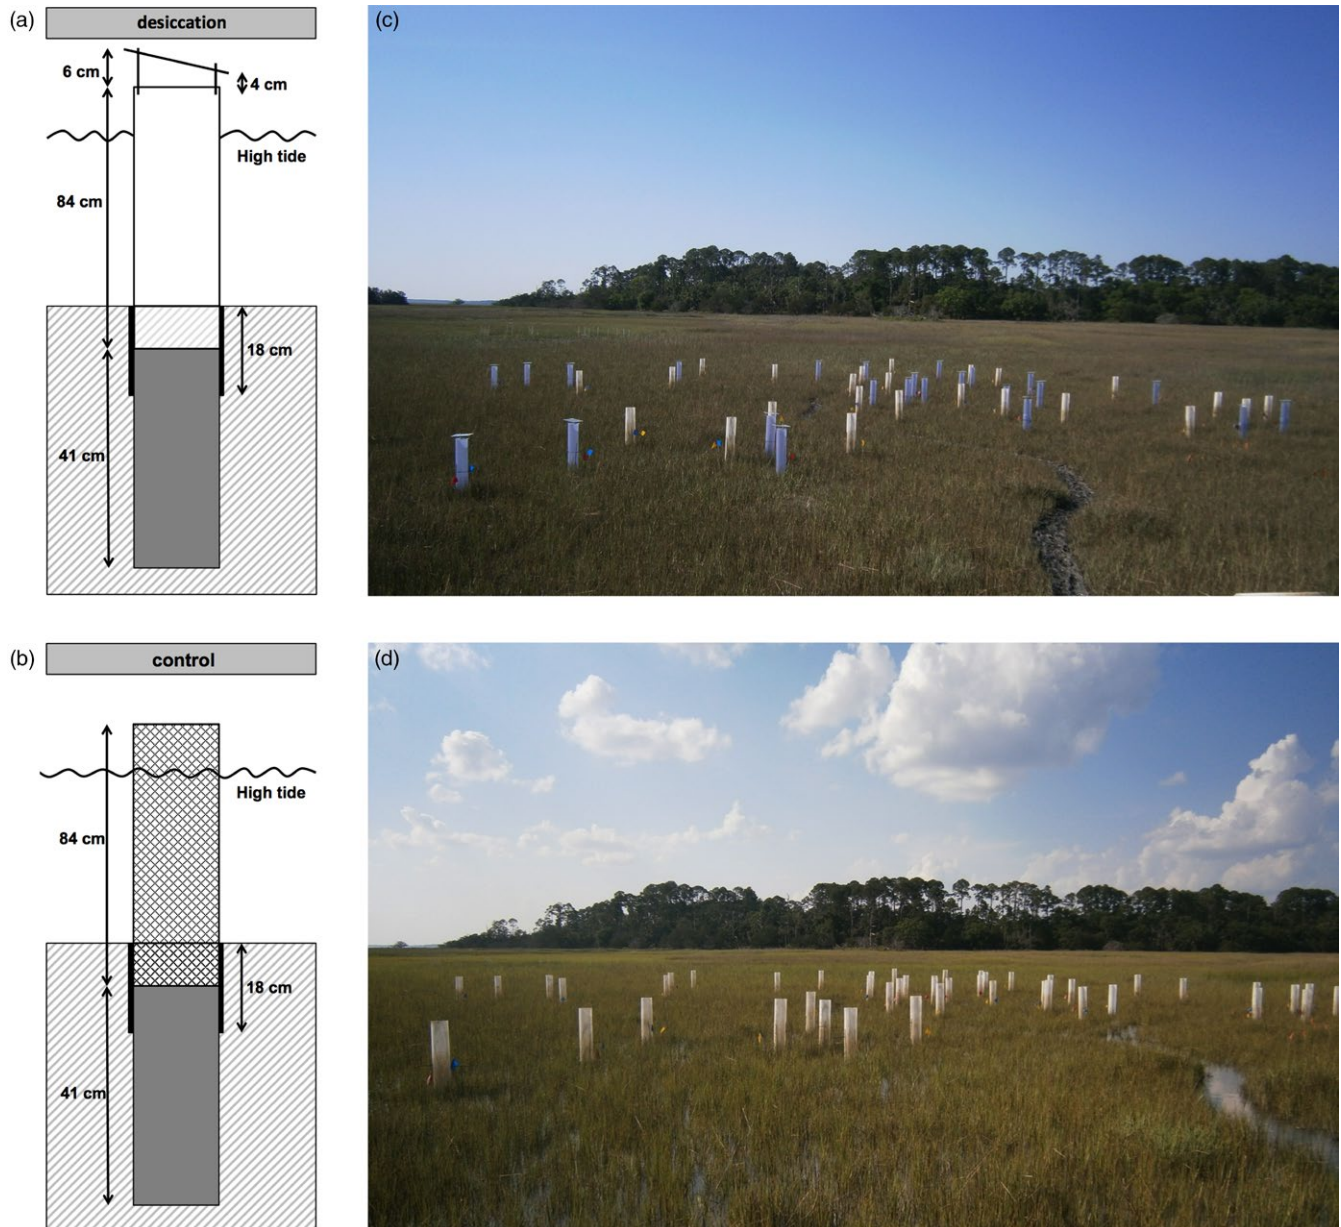 (a)
desiccation
6 cm
4 cm
High tide
84 cm
18 cm
41 cm
(c)
(b)
control
High tide
84 cm
18 cm
41 cm
(d)